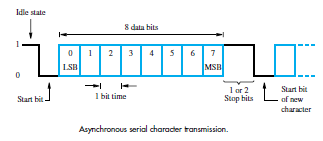 Idle state
8 data bits
1
0 1 2 3 4 5 6 7
LSB MSB
0
Start bit
1 bit time
1 or 2
Stop bits
Start bit
of new
character
Asynchronous serial character transmission.